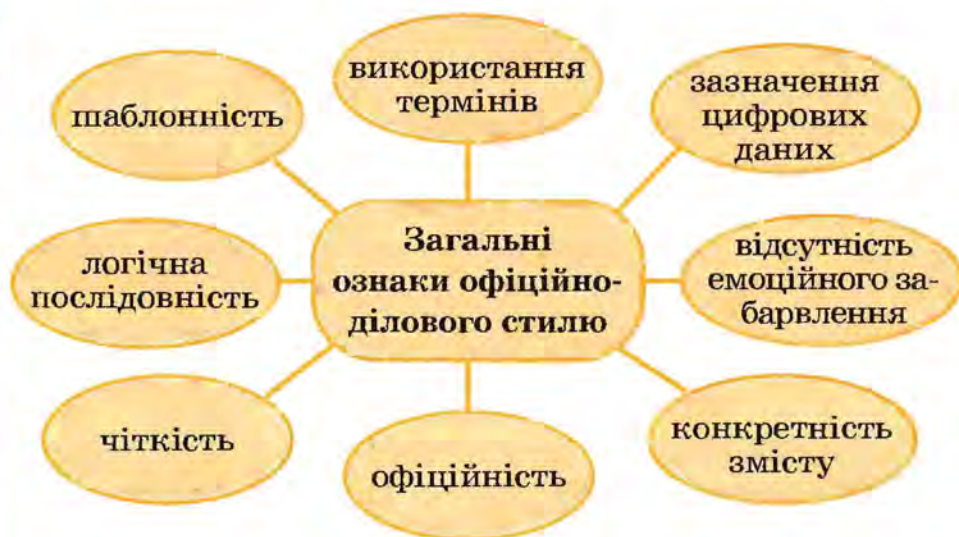 використання
термінів
зазначення
цифрових
даних
шаблонність
Загальні
ознаки офіційно-
ділового стилю
логічна
послідовність
відсутність
емоційного за-
барвлення
чіткість
офіційність
конкретність
змісту